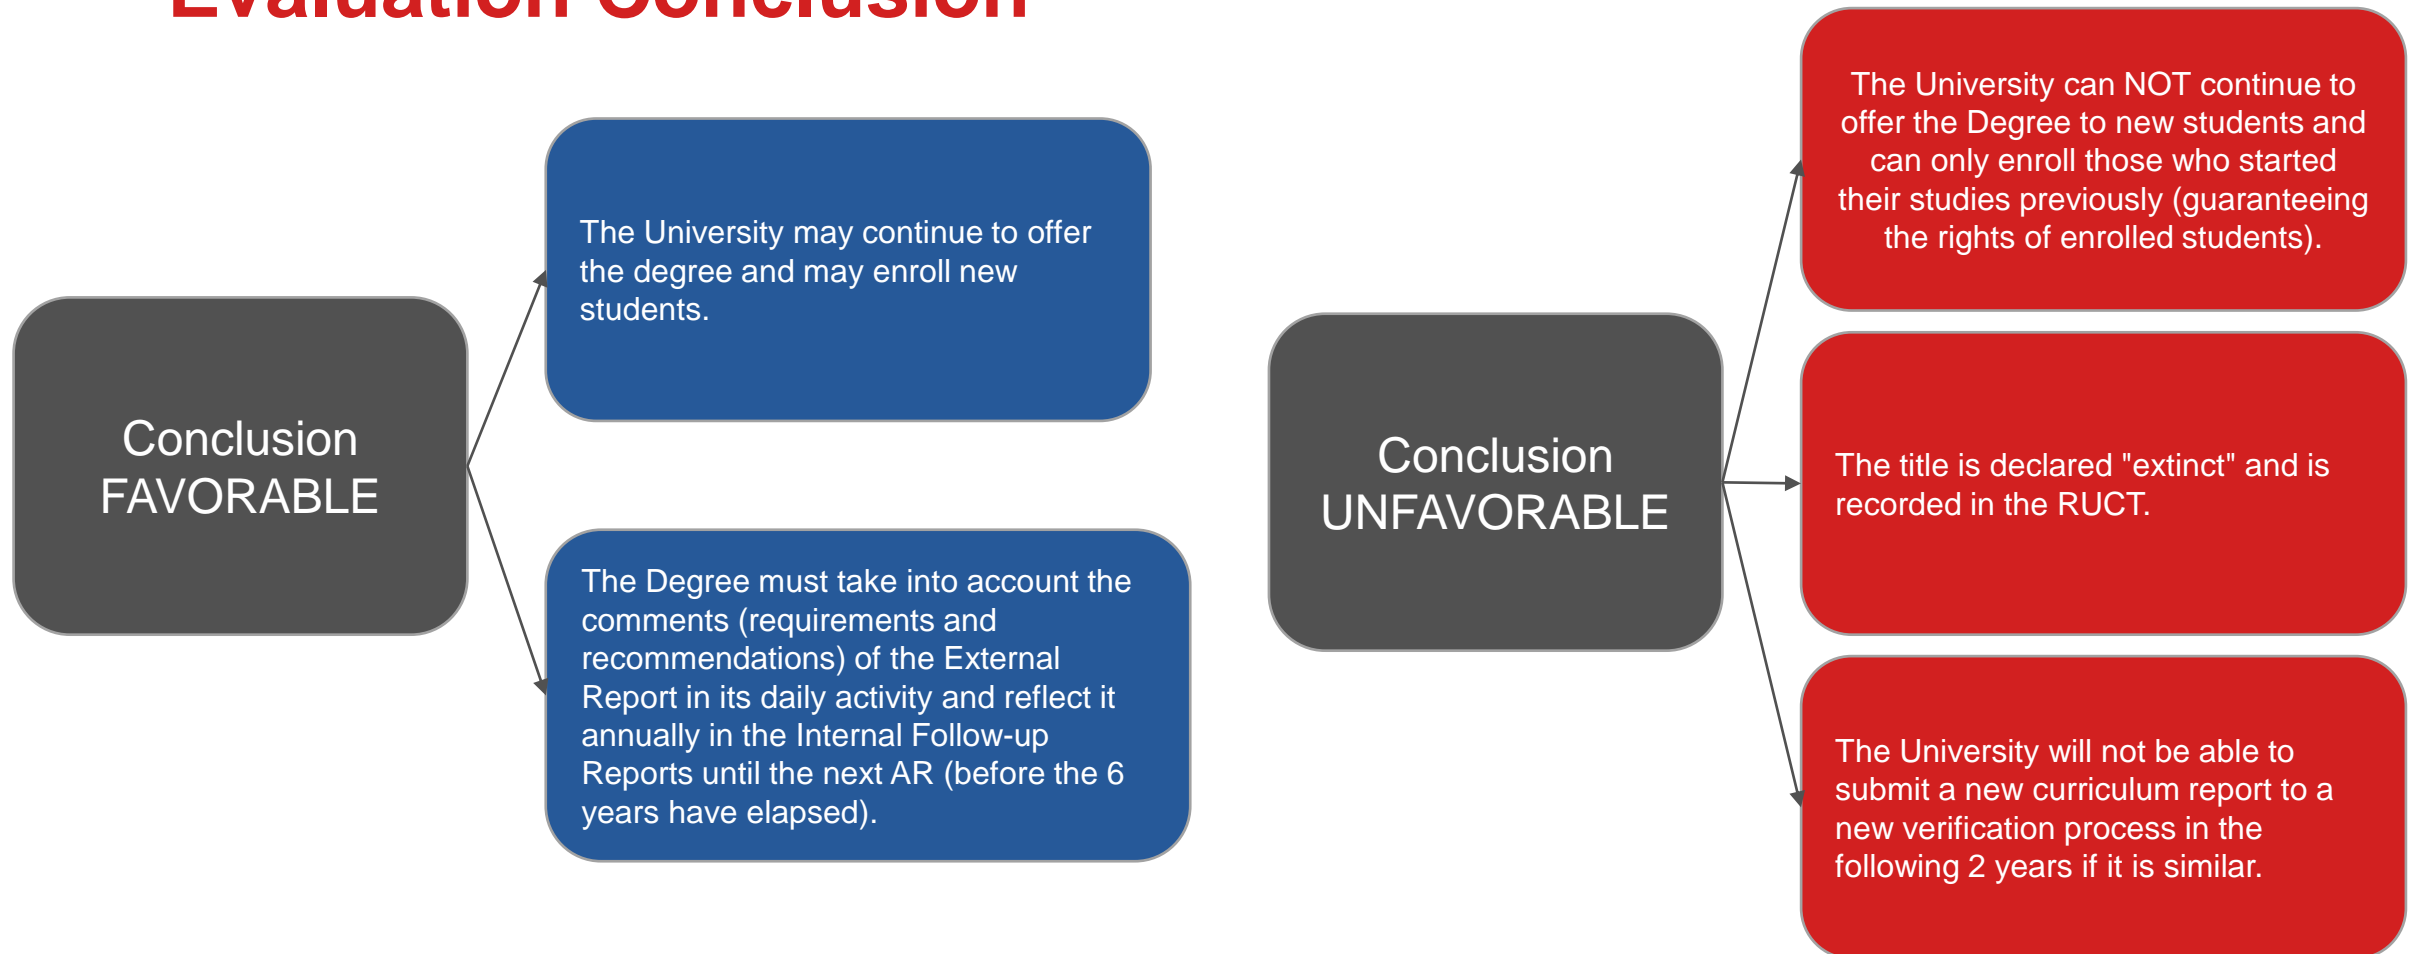 Evaluation Conclusion
Conclusion
FAVORABLE
The University may continue to offer
the degree and may enroll new
students.
The Degree must take into account the
comments (requirements and
recommendations) of the External
Report in its daily activity and reflect it
annually in the Internal Follow-up
Reports until the next AR (before the 6
years have elapsed).
Conclusion
UNFAVORABLE
The University can NOT continue to
offer the Degree to new students and
can only enroll those who started
their studies previously (guaranteeing
the rights of enrolled students).
The title is declared "extinct" and is
recorded in the RUCT.
The University will not be able to
submit a new curriculum report to a
new verification process in the
following 2 years if it is similar.